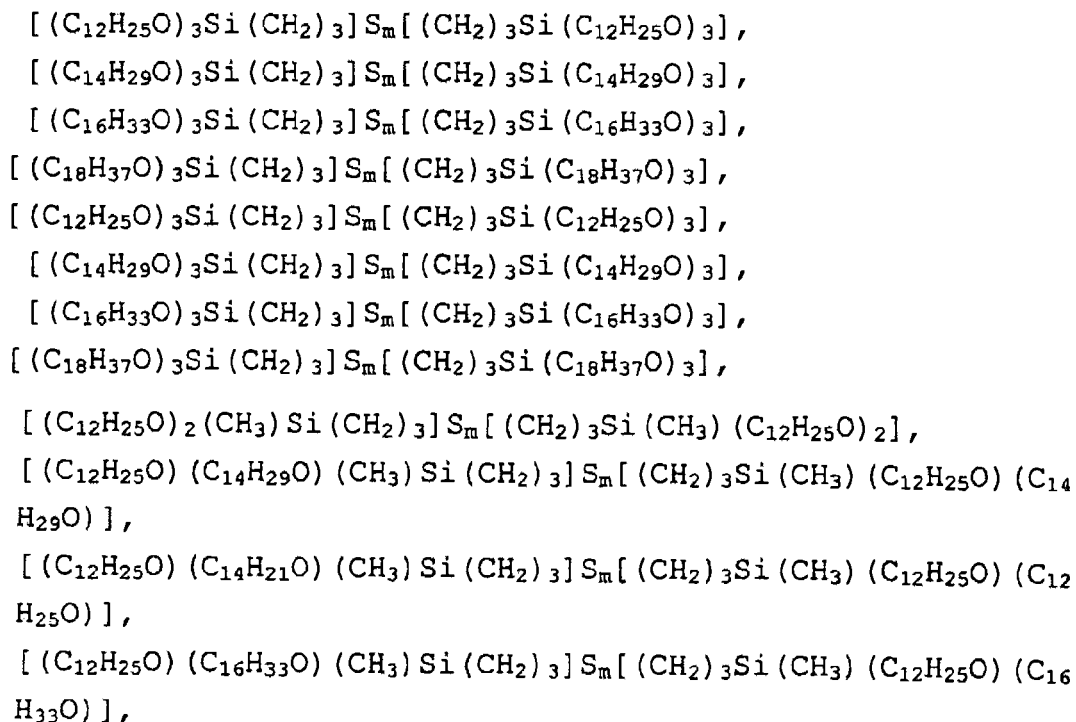 [(C₁₂H₂₅O)₃Si(CH₂)₃]Sₘ[(CH₂)₃Si(C₁₂H₂₅O)₃],
[(C₁₄H₂₉O)₃Si(CH₂)₃]Sₘ[(CH₂)₃Si(C₁₄H₂₉O)₃],
[(C₁₆H₃₃O)₃Si(CH₂)₃]Sₘ[(CH₂)₃Si(C₁₆H₃₃O)₃],
[(C₁₈H₃₇O)₃Si(CH₂)₃]Sₘ[(CH₂)₃Si(C₁₈H₃₇O)₃],
[(C₁₂H₂₅O)₃Si(CH₂)₃]Sₘ[(CH₂)₃Si(C₁₂H₂₅O)₃],
[(C₁₄H₂₉O)₃Si(CH₂)₃]Sₘ[(CH₂)₃Si(C₁₄H₂₉O)₃],
[(C₁₆H₃₃O)₃Si(CH₂)₃]Sₘ[(CH₂)₃Si(C₁₆H₃₃O)₃],
[(C₁₈H₃₇O)₃Si(CH₂)₃]Sₘ[(CH₂)₃Si(C₁₈H₃₇O)₃],
[(C₁₂H₂₅O)₂(CH₃)Si(CH₂)₃]Sₘ[(CH₂)₃Si(CH₃)(C₁₂H₂₅O)₂],
[(C₁₂H₂₅O)(C₁₄H₂₉O)(CH₃)Si(CH₂)₃]Sₘ[(CH₂)₃Si(CH₃)(C₁₂H₂₅O)(C₁₄
H₂₉O)],
[(C₁₂H₂₅O)(C₁₄H₂₁O)(CH₃)Si(CH₂)₃]Sₘ[(CH₂)₃Si(CH₃)(C₁₂H₂₅O)(C₁₂
H₂₅O)],
[(C₁₂H₂₅O)(C₁₆H₃₃O)(CH₃)Si(CH₂)₃]Sₘ[(CH₂)₃Si(CH₃)(C₁₂H₂₅O)(C₁₆
H₃₃O)],